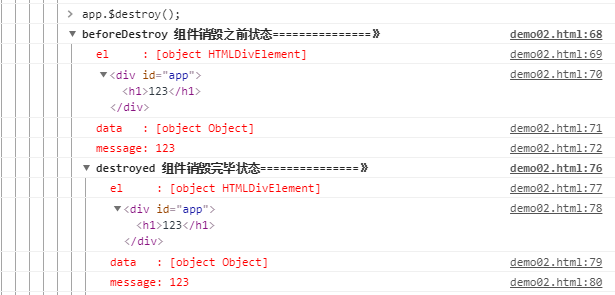 > app.$destroy();
▼beforeDestroy 组件销毁之前状态===============》 demo02.html:68
el : [object HTMLDivElement] demo02.html:69
▼<div id="app"> demo02.html:70
<h1>123</h1>
</div>
data : [object Object] demo02.html:71
message: 123 demo02.html:72
▼destroyed 组件销毁完毕状态===============》 demo02.html:76
el : [object HTMLDivElement] demo02.html:77
▼<div id="app"> demo02.html:78
<h1>123</h1>
</div>
data : [object Object] demo02.html:79
message: 123 demo02.html:80